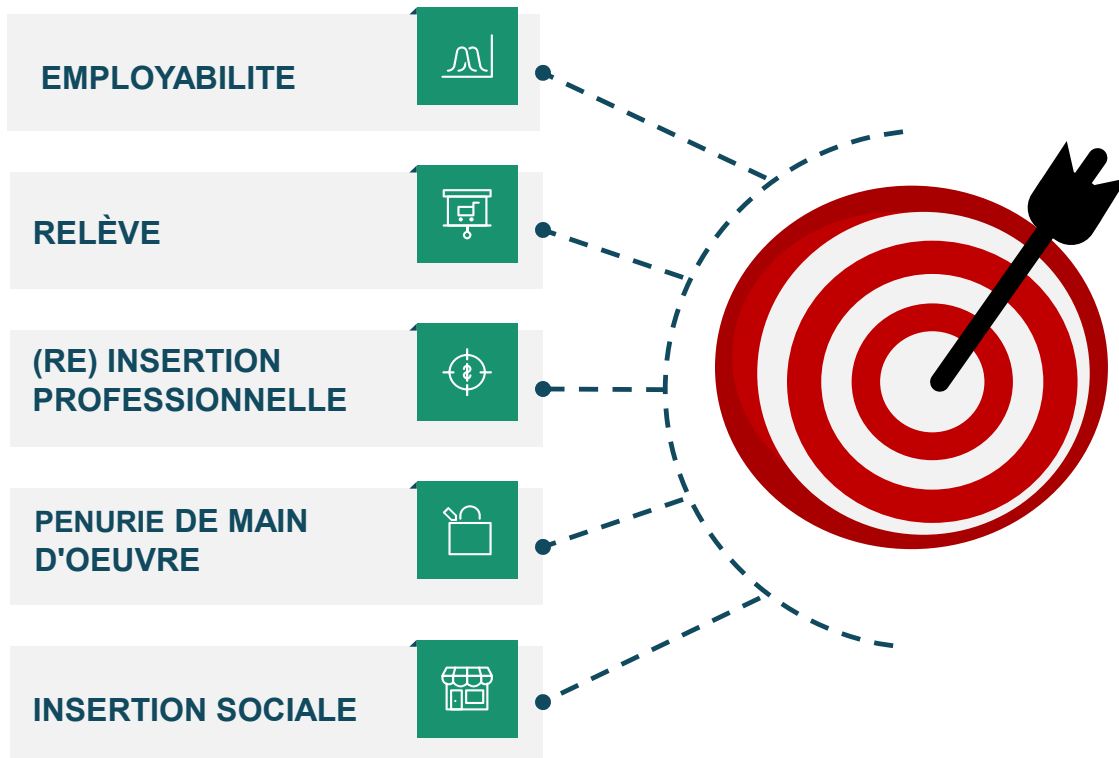 EMPLOYABILITE
RELÈVE
(RE) INSERTION
PROFESSIONNELLE
PENURIE DE MAIN
D'OEUVRE
INSERTION SOCIALE